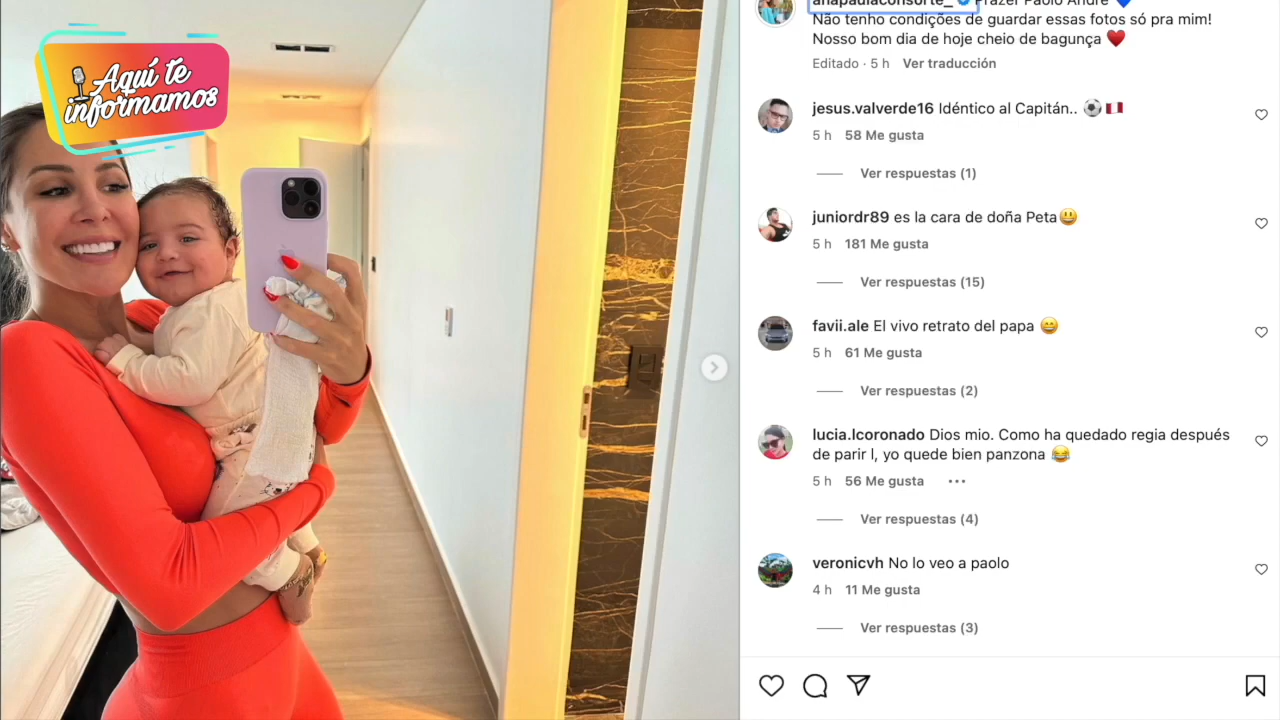 Aquí te
informamos
anapaulaconsorte_ Prazer Paolo André 💙
Não tenho condições de guardar essas fotos só pra mim!
Nosso bom dia de hoje cheio de bagunça ♥️
Editado · 5 h Ver traducción
jesus.valverde16 Idéntico al Capitán.. ⚽🇵🇪
5 h 58 Me gusta
Ver respuestas (1)
juniordr89 es la cara de doña Peta😃
5 h 181 Me gusta
Ver respuestas (15)
favii.ale El vivo retrato del papa 😄
5 h 61 Me gusta
Ver respuestas (2)
lucia.lcoronado Dios mio. Como ha quedado regia después
de parir l, yo quede bien panzona 😂
5 h 56 Me gusta ...
Ver respuestas (4)
veronicvh No lo veo a paolo
4 h 11 Me gusta
Ver respuestas (3)